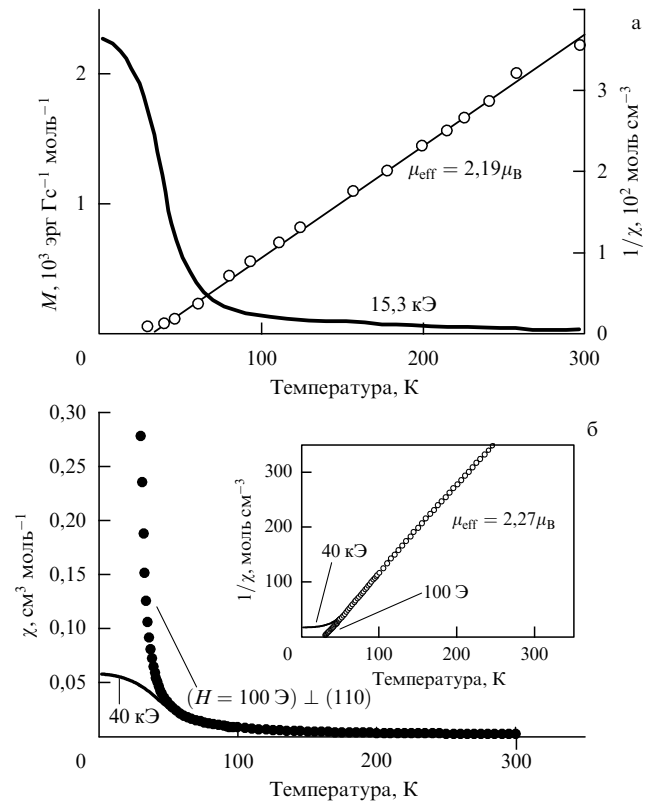 а
2
1
0
M, 10³ эрг Гс⁻¹ моль⁻¹
μeff = 2,19μB
15,3 кЭ
3
2
1
0
1/χ, 10² моль см⁻³
100
200
300
Температура, К
б
0,30
0,25
0,20
0,15
0,10
0,05
0
χ, см³ моль⁻¹
40 кЭ
(H = 100 Э) ⊥ (110)
100
200
300
Температура, К
300
200
100
0
1/χ, моль см⁻³
μeff = 2,27μB
40 кЭ
100 Э
100
200
300
Температура, К